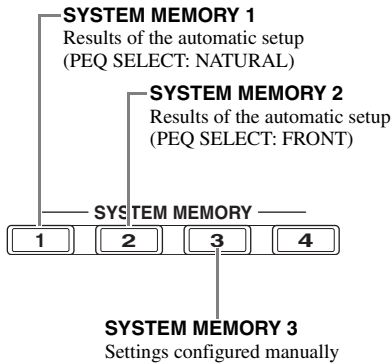 SYSTEM MEMORY 1
Results of the automatic setup
(PEQ SELECT: NATURAL)
SYSTEM MEMORY 2
Results of the automatic setup
(PEQ SELECT: FRONT)
SYSTEM MEMORY
1 2 3 4
SYSTEM MEMORY 3
Settings configured manually